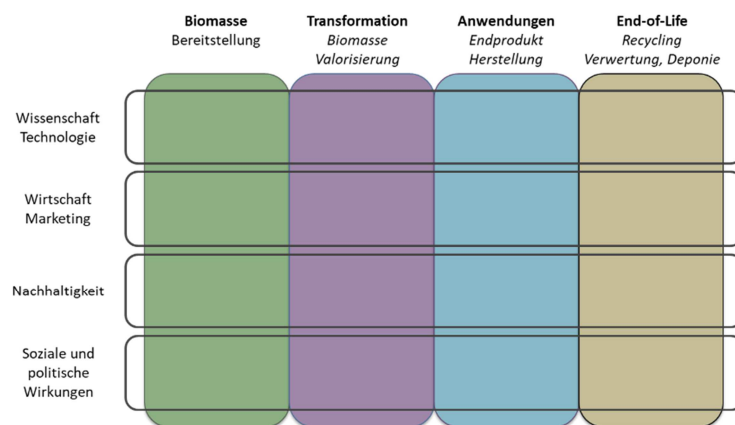 Biomasse
Bereitstellung
Transformation
Biomasse
Valorisierung
Anwendungen
Endprodukt
Herstellung
End-of-Life
Recycling
Verwertung, Deponie
Wissenschaft
Technologie
Wirtschaft
Marketing
Nachhaltigkeit
Soziale und
politische
Wirkungen